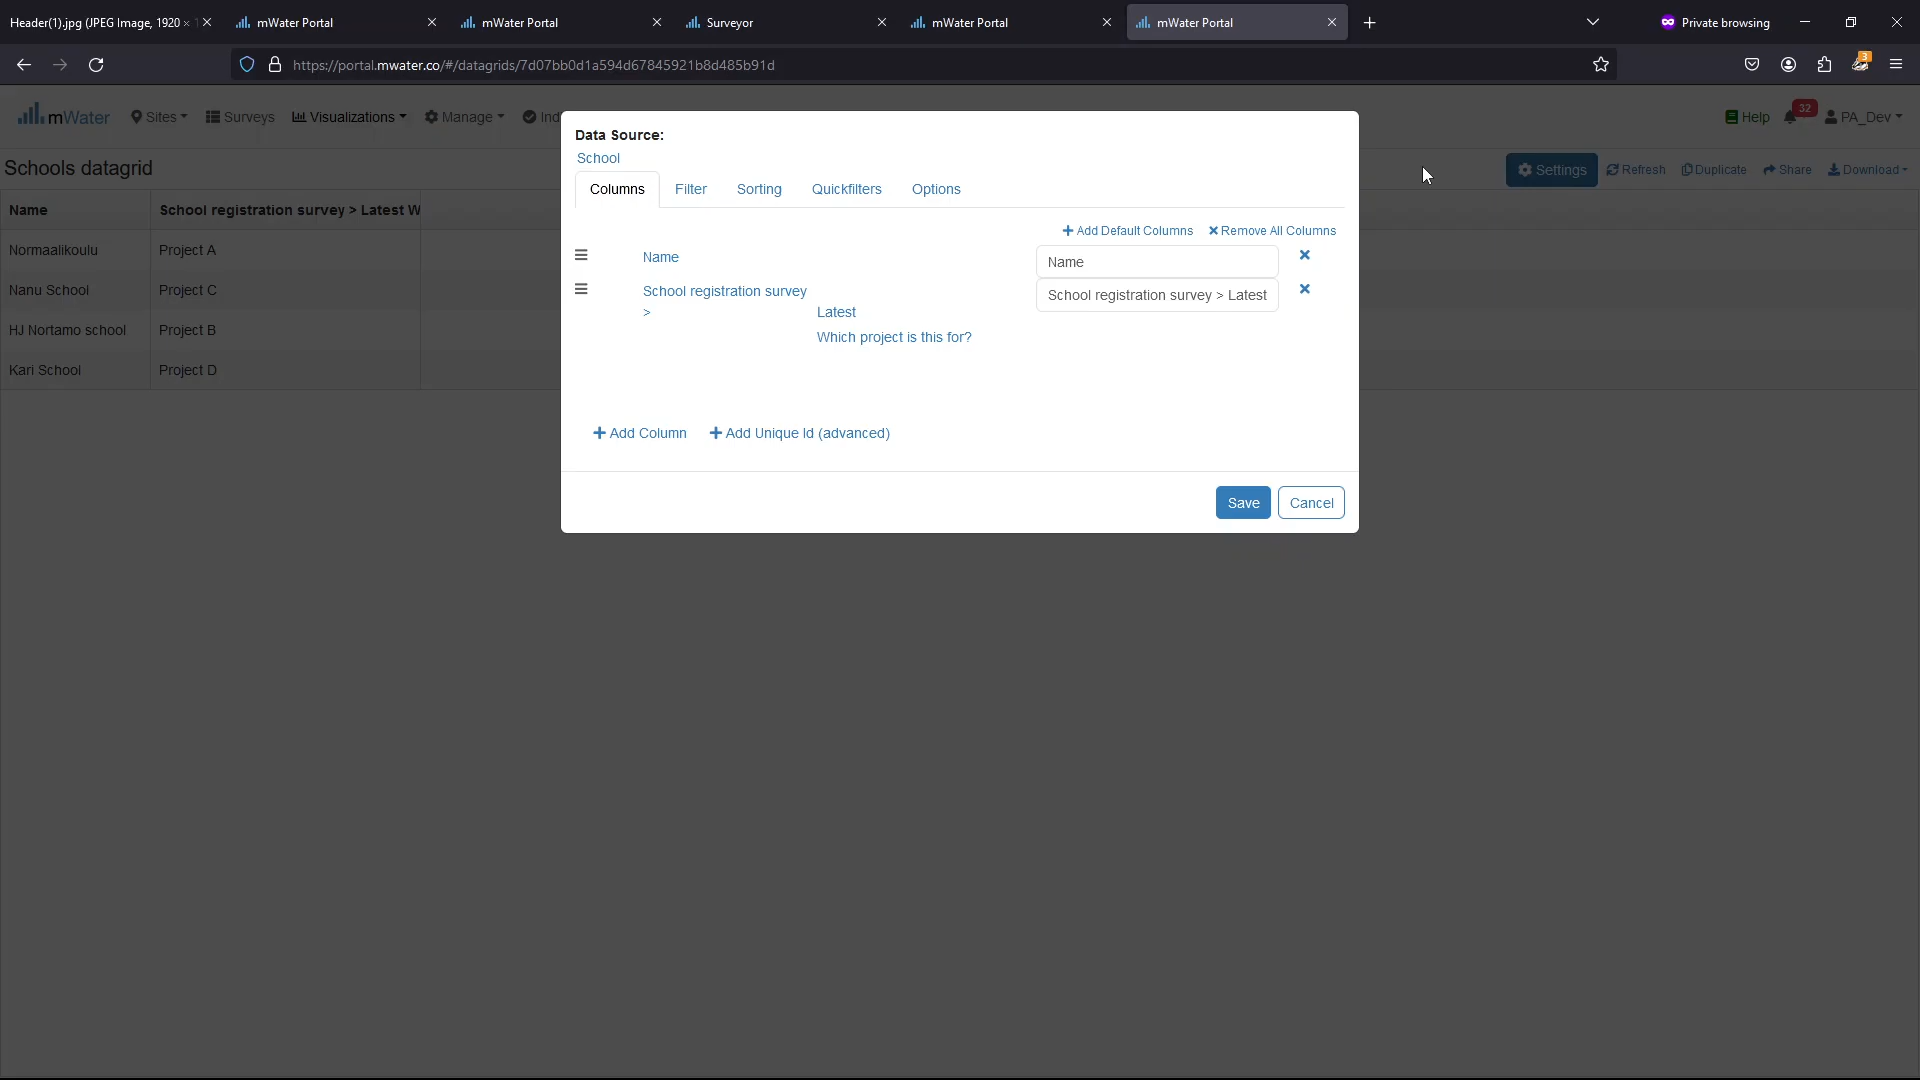 Header(1).jpg (JPEG Image, 1920 ×
mWater Portal
mWater Portal
Surveyor
mWater Portal
mWater Portal
Private browsing
https://portal.mwater.co/#/datagrids/7d07bb0d1a594d67845921b8d485b91d
3
mWater
Sites
Surveys
Visualizations
Manage
Ind
Help
32
PA_Dev
Schools datagrid
Settings
Refresh
Duplicate
Share
Download
Name
School registration survey > Latest W
Normaalikoulu
Project A
Nanu School
Project C
HJ Nortamo school
Project B
Kari School
Project D
Data Source:
School
Columns
Filter
Sorting
Quickfilters
Options
Add Default Columns
Remove All Columns
Name
Name
School registration survey
>
Latest
Which project is this for?
School registration survey > Latest
Add Column
Add Unique Id (advanced)
Save
Cancel